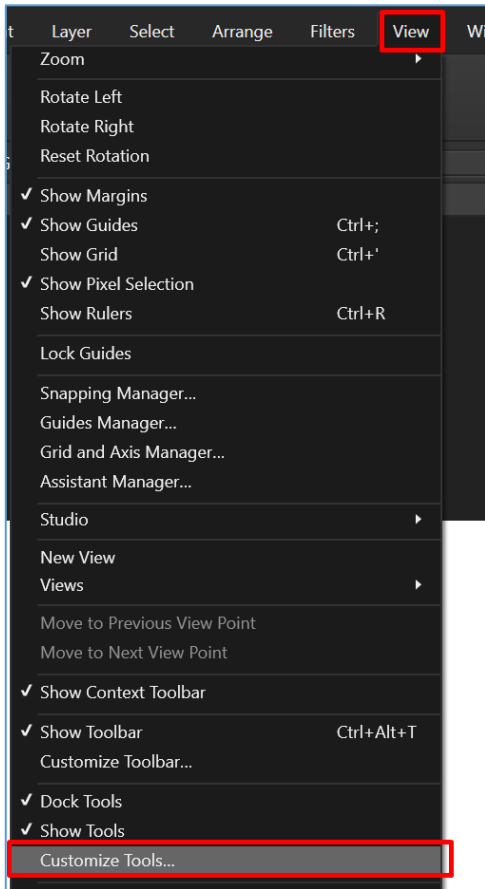 Layer Select Arrange Filters View Wi
Zoom
Rotate Left
Rotate Right
Reset Rotation
Show Margins
Show Guides Ctrl+;
Show Grid Ctrl+'
Show Pixel Selection
Show Rulers Ctrl+R
Lock Guides
Snapping Manager...
Guides Manager...
Grid and Axis Manager...
Assistant Manager...
Studio
New View
Views
Move to Previous View Point
Move to Next View Point
Show Context Toolbar
Show Toolbar Ctrl+Alt+T
Customize Toolbar...
Dock Tools
Show Tools
Customize Tools...